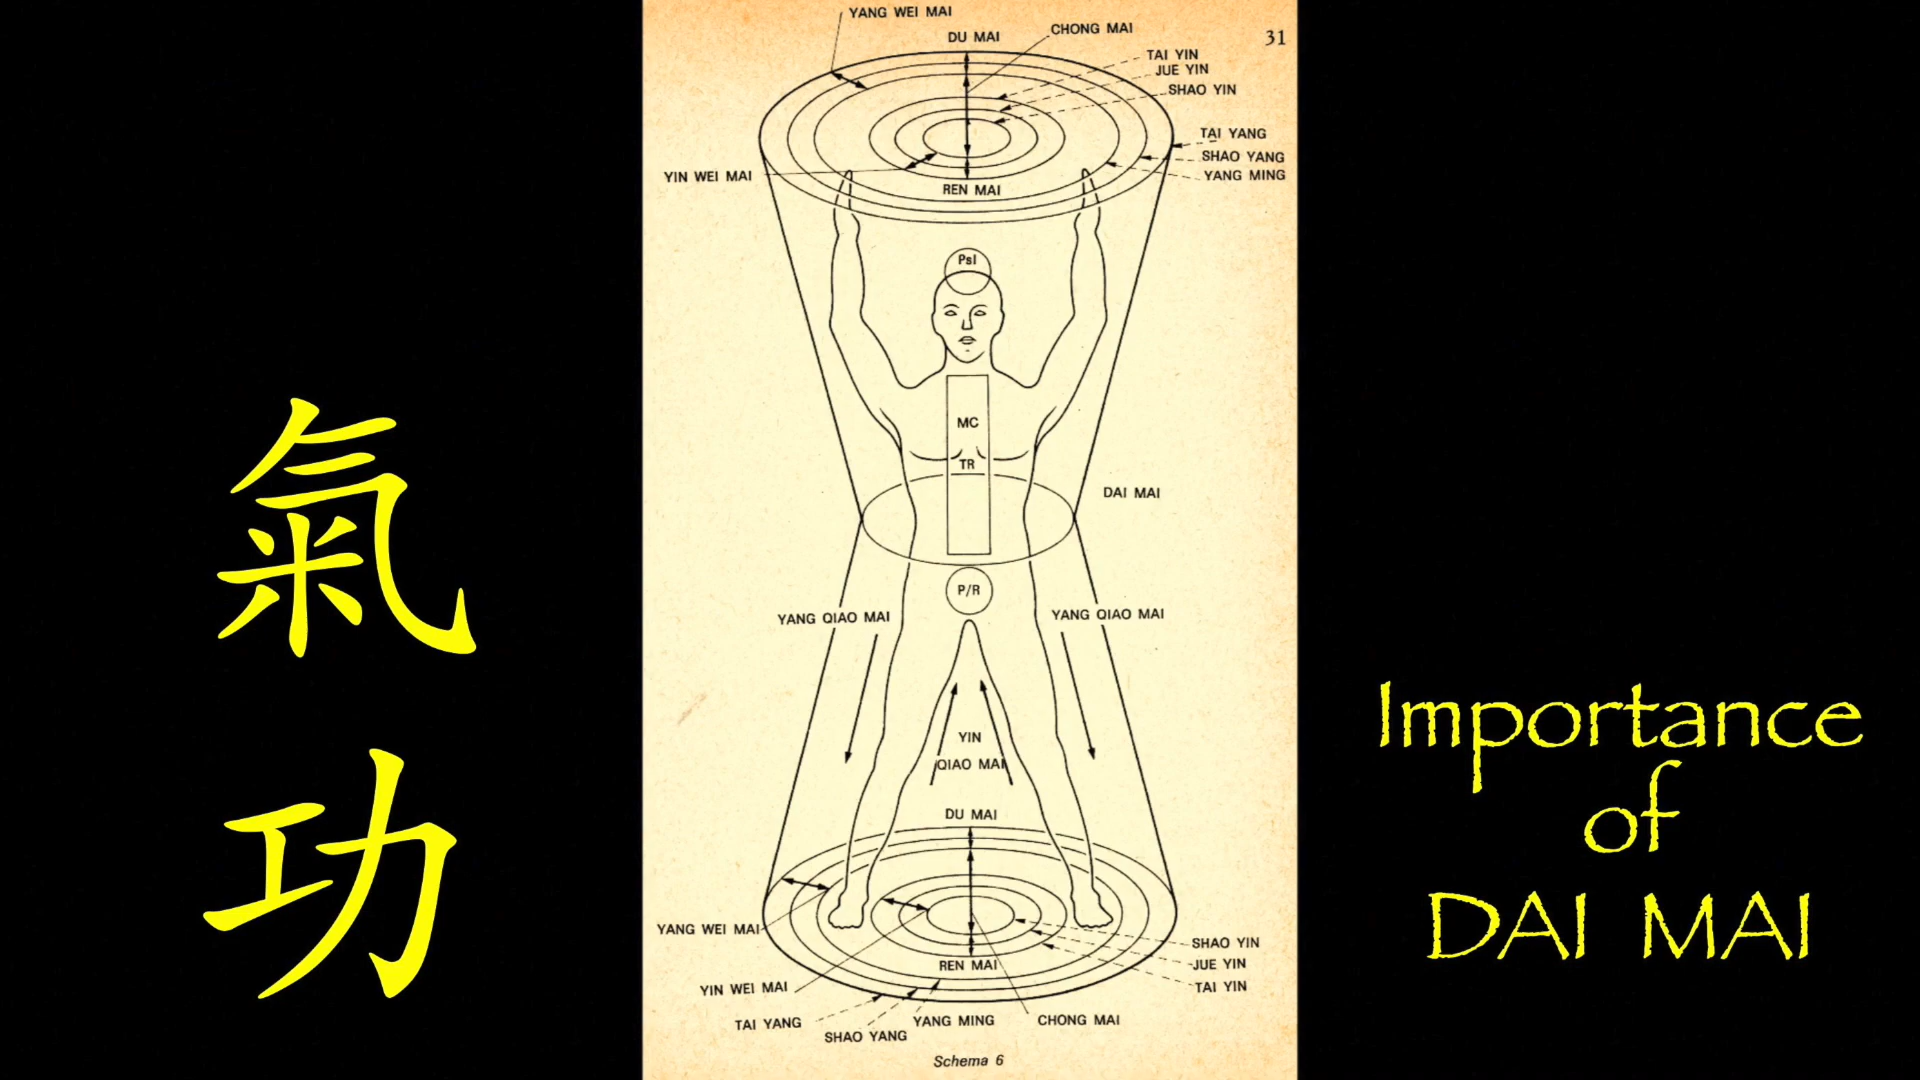 YANG WEI MAI
DU MAI
CHONG MAI
31
TAI YIN
JUE YIN
SHAO YIN
TAI YANG
SHAO YANG
YANG MING
YIN WEI MAI
REN MAI
PsI
MC
TR
DAI MAI
P/R
YANG QIAO MAI
YANG QIAO MAI
YIN
QIAO MAI
DU MAI
YANG WEI MAI
SHAO YIN
JUE YIN
TAI YIN
REN MAI
YIN WEI MAI
TAI YANG
SHAO YANG
YANG MING
CHONG MAI
Schema 6
氣
功
Importance
of
DAI MAI